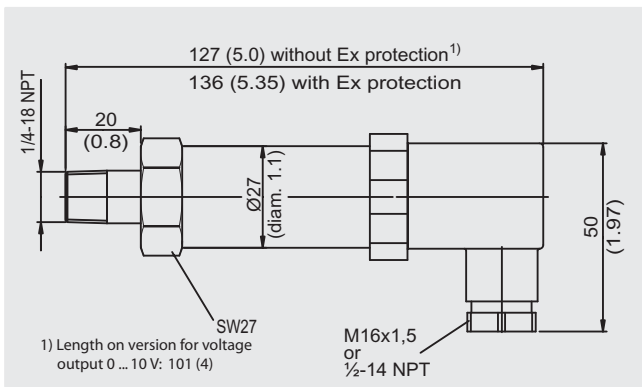 127 (5.0) without Ex protection1)
136 (5.35) with Ex protection
1/4-18 NPT
20
(0.8)
Ø27
(diam. 1.1)
50
(1.97)
SW27
1) Length on version for voltage
output 0 ... 10 V: 101 (4)
M16x1,5
or
½-14 NPT